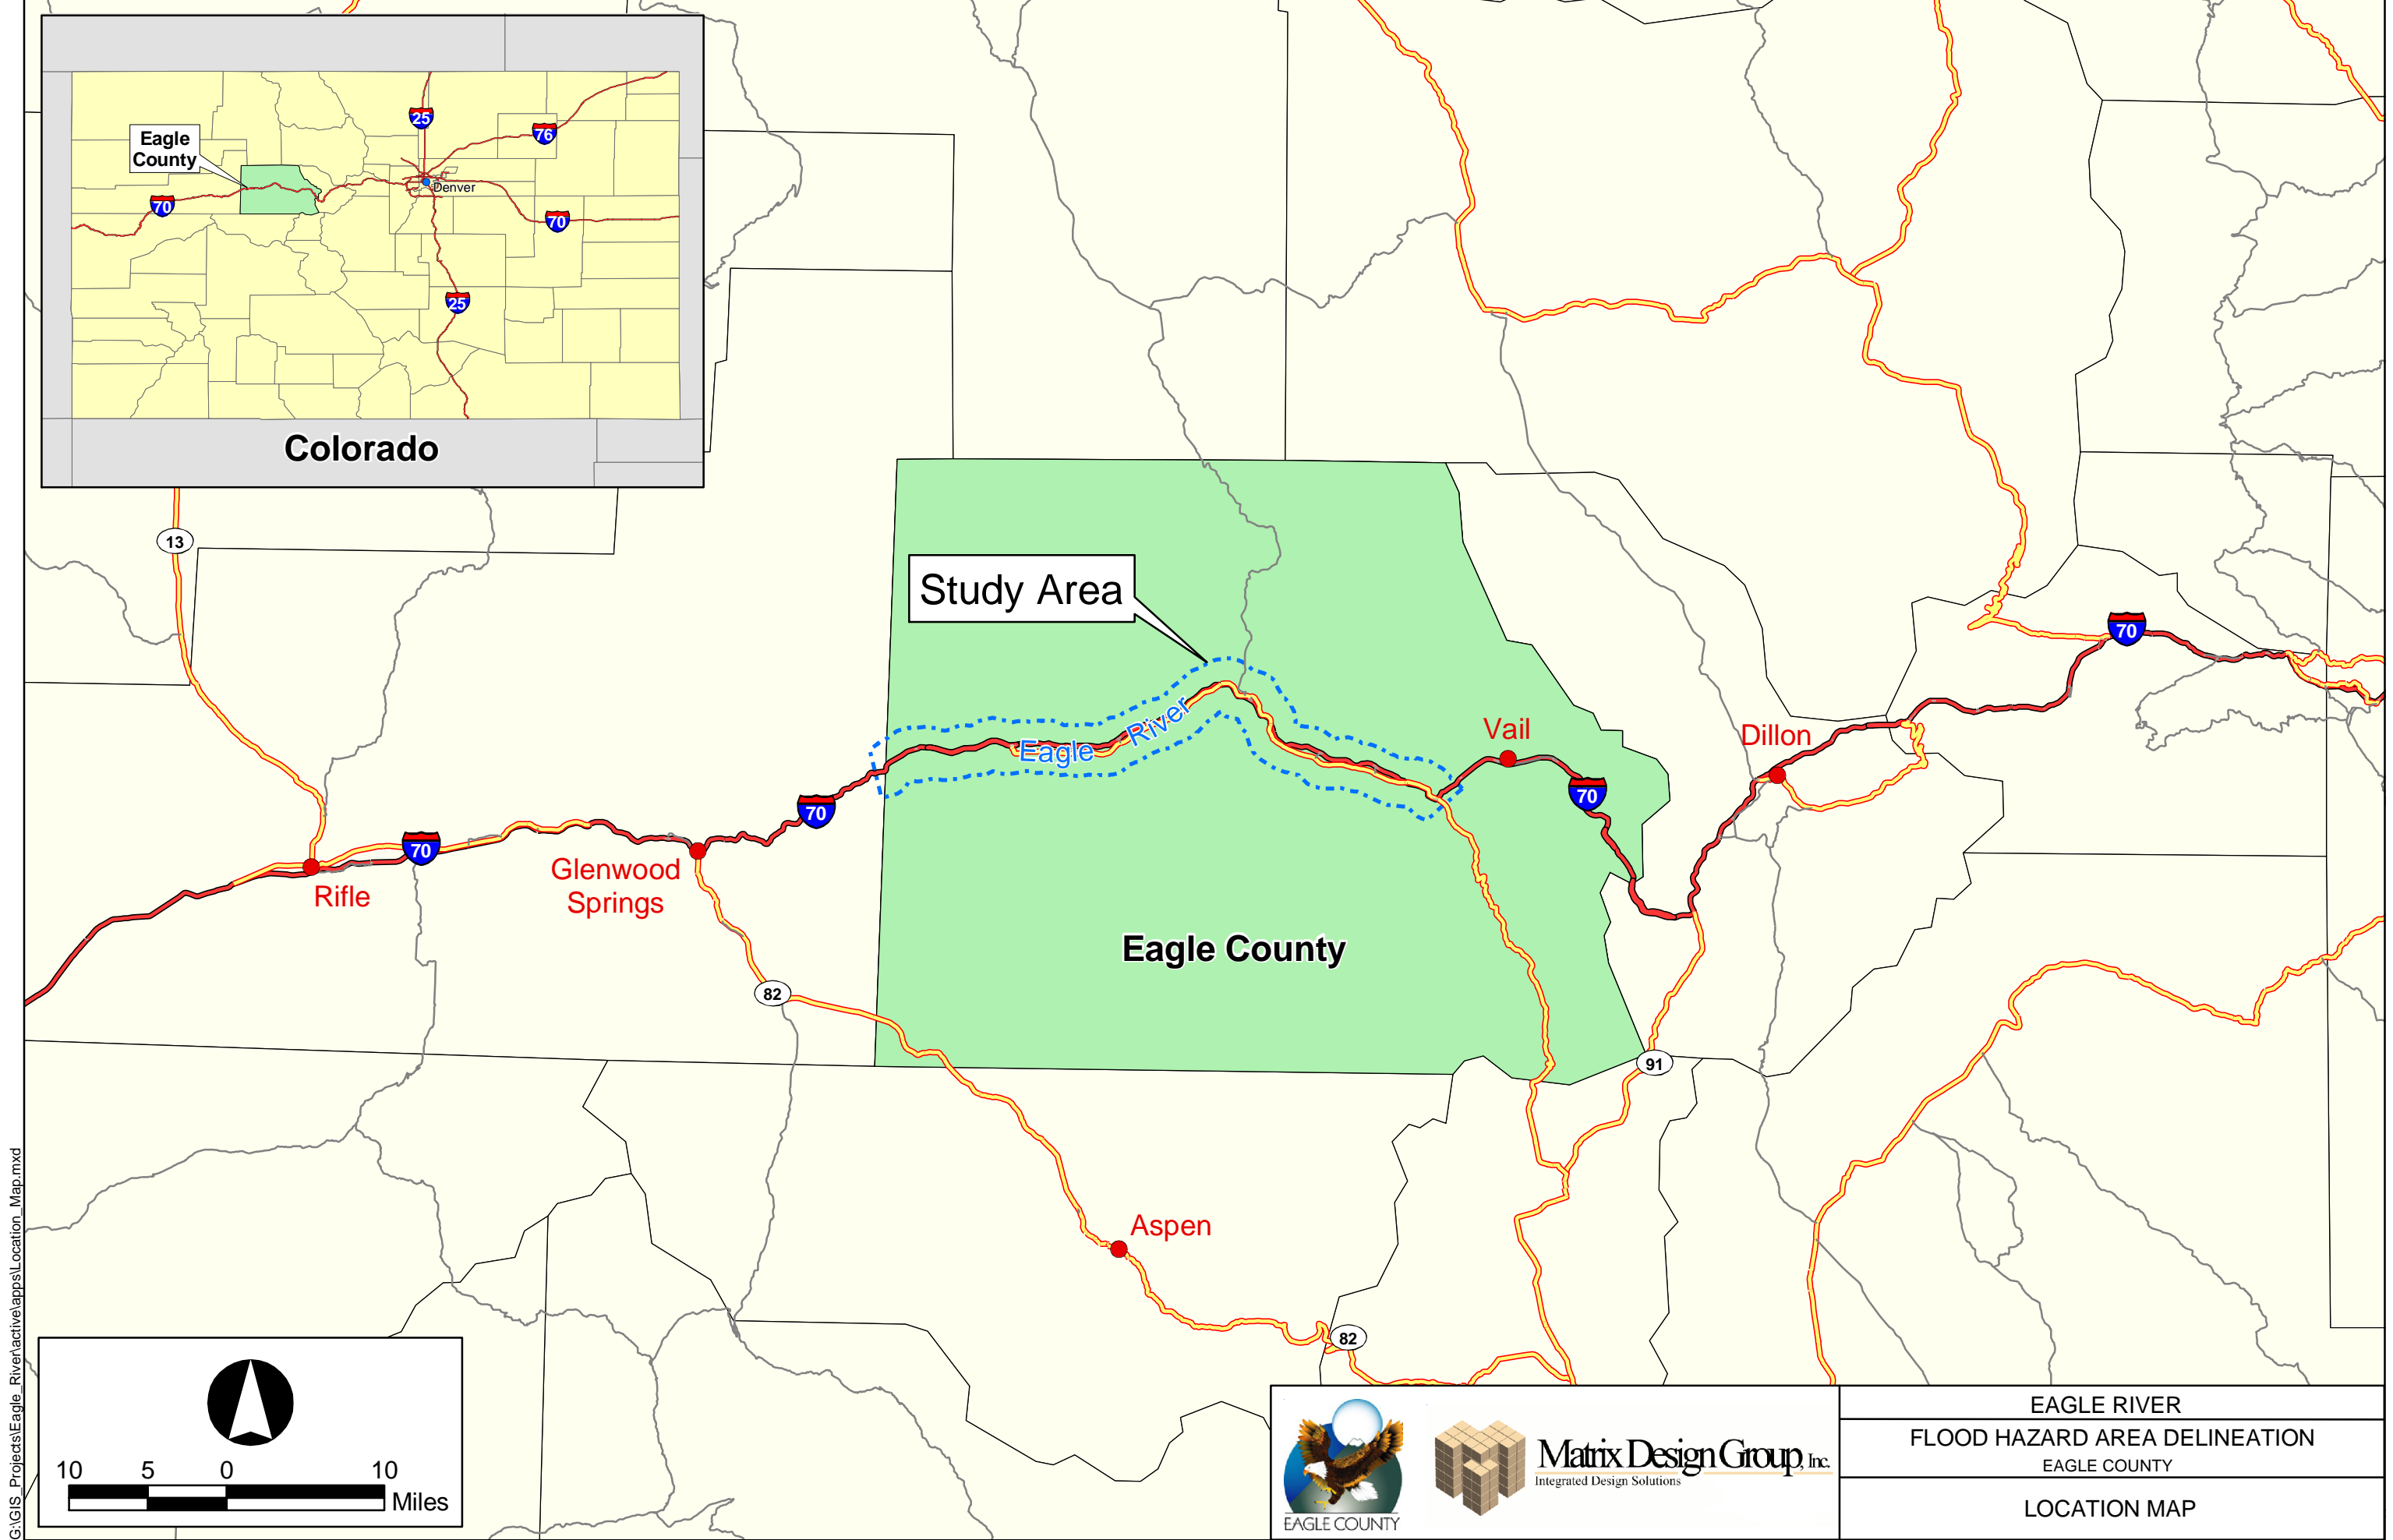 25
76
Eagle
County
Denver
70
70
25
Colorado
13
Study Area
70
Eagle River
Vail
Dillon
70
70
70
Rifle
Glenwood
Springs
Eagle County
82
91
Aspen
82
10 5 0 10
Miles
G:\GIS_Projects\Eagle_River\active\apps\Location_Map.mxd
EAGLE COUNTY
Matrix Design Group, Inc.
Integrated Design Solutions
EAGLE RIVER
FLOOD HAZARD AREA DELINEATION
EAGLE COUNTY
LOCATION MAP